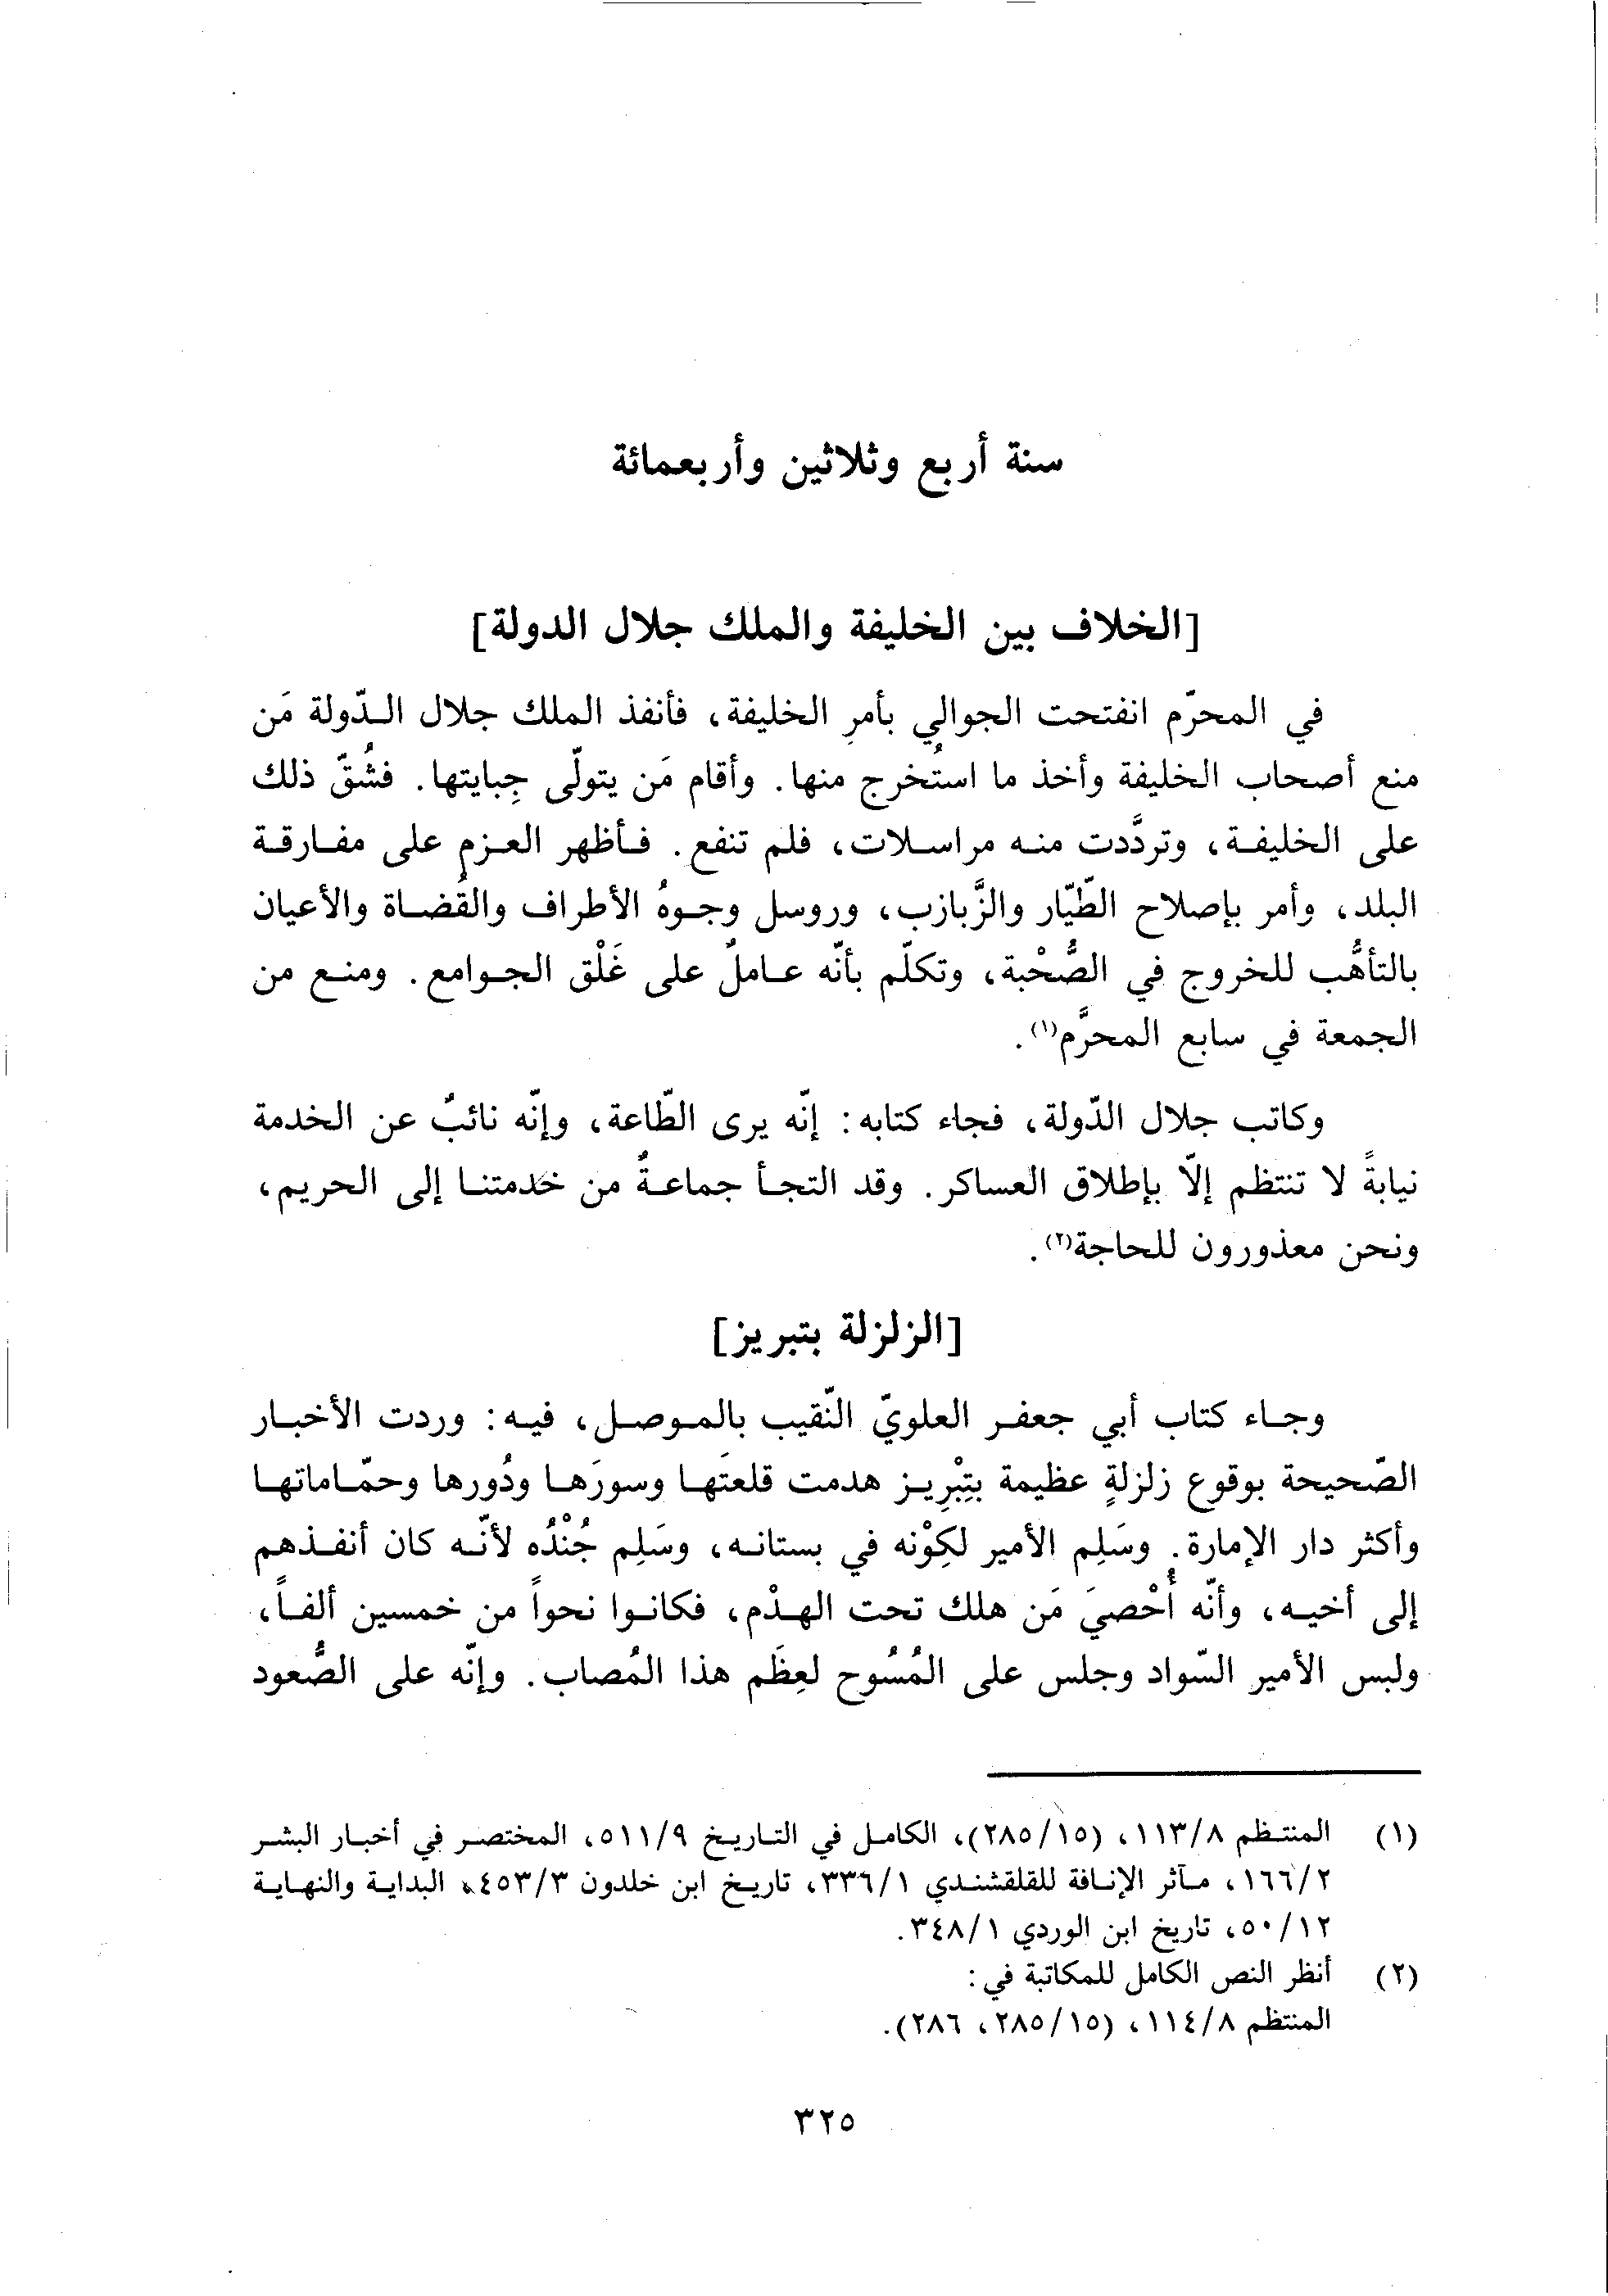 سنة أربع وثلاثين وأربعمائة
[الخلاف بين الخليفة والملك جلال الدولة]
في المحرّم انفتحت الجوالي بأمرِ الخليفة، فأنفذ الملك جلال الدّولة مَن
منع أصحاب الخليفة وأخذ ما استُخرج منها. وأقام مَن يتولّى جِبايتها. فشُقّ ذلك
على الخليفة، وتردَّدت منه مراسلات، فلم تنفع. فأظهر العزم على مفارقة
البلد، وأمر بإصلاح الطّيّار والزَّبازب، وروسل وجوهُ الأطراف والقُضاة والأعيان
بالتأهُّب للخروج في الصُّحْبة، وتكلّم بأنّه عاملٌ على غَلْق الجوامع. ومنع من
الجمعة في سابع المحرَّم(١).
وكاتب جلال الدّولة، فجاء كتابه: إنّه يرى الطّاعة، وإنّه نائبٌ عن الخدمة
نيابةً لا تنتظم إلّا بإطلاق العساكر. وقد التجأ جماعةٌ من خدمتنا إلى الحريم،
ونحن معذورون للحاجة(٢).
[الزلزلة بتبريز]
وجاء كتاب أبي جعفر العلويّ النّقيب بالموصل، فيه: وردت الأخبار
الصّحيحة بوقوع زلزلةٍ عظيمة بتِبْرِيز هدمت قلعتَها وسورَها ودُورها وحمّاماتها
وأكثر دار الإمارة. وسَلِم الأمير لكِوْنه في بستانه، وسَلِم جُنْدُه لأنّه كان أنفذهم
إلى أخيه، وأنّه أُحْصيَ مَن هلك تحت الهدْم، فكانوا نحواً من خمسين ألفاً،
ولبس الأمير السّواد وجلس على المُسُوح لعِظَم هذا المُصاب. وإنّه على الصُّعود
(١) المنتظم ١١٣/٨، (٢٨٥/١٥)، الكامل في التاريخ ٥١١/٩، المختصر في أخبار البشر
١٦٦/٢، مآثر الإنافة للقلقشندي ٣٣٦/١، تاريخ ابن خلدون ٤٥٣/٣، البداية والنهاية
٥٠/١٢، تاريخ ابن الوردي ٣٤٨/١.
(٢) أنظر النص الكامل للمكاتبة في:
المنتظم ١١٤/٨، (٢٨٥/١٥، ٢٨٦).
٣٢٥